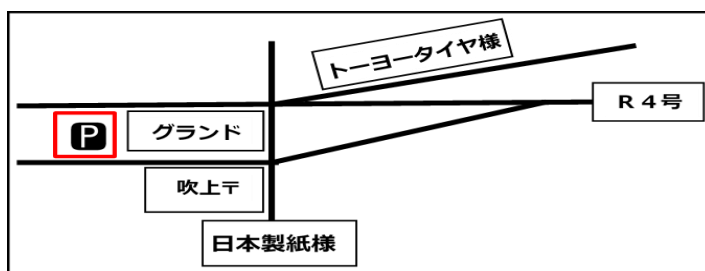 トーヨータイヤ様
R4号
P
グランド
吹上〒
日本製紙様